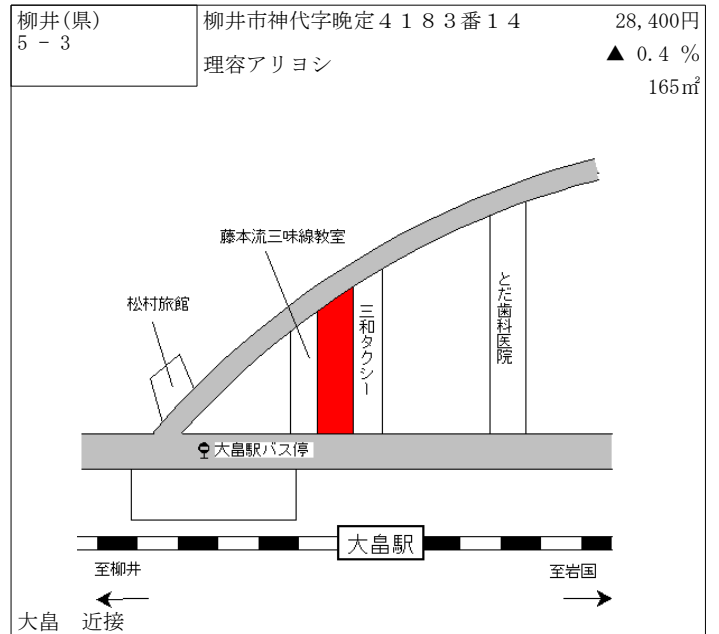 柳井(県)
5 - 3
柳井市神代字晩定４１８３番１４
28,400円
理容アリヨシ
▲ 0.4 %
165㎡
藤本流三味線教室
松村旅館
三和タクシー
とだ歯科医院
大畠駅バス停
大畠駅
至柳井
至岩国
大畠　近接